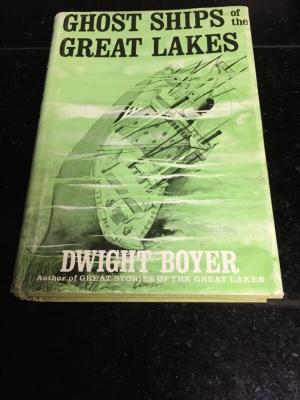 GHOST SHIPS of the
GREAT LAKES
DWIGHT BOYER
Author of GREAT STORIES OF THE GREAT LAKES